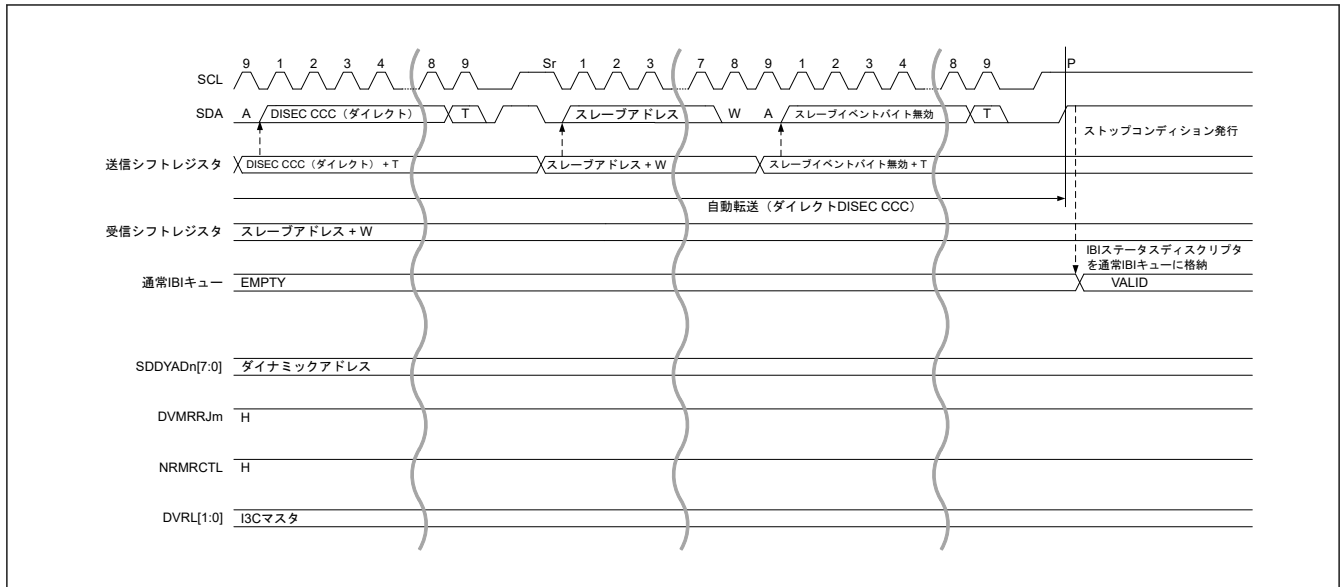 SCL 9 1 2 3 4 8 9 Sr 1 2 3 7 8 9 1 2 3 4 8 9 P
SDA A DISEC CCC（ダイレクト） T スレーブアドレス W A スレーブイベントバイト無効 T
ストップコンディション発行
送信シフトレジスタ DISEC CCC（ダイレクト）+ T スレーブアドレス + W スレーブイベントバイト無効 + T
自動転送（ダイレクトDISEC CCC）
受信シフトレジスタ スレーブアドレス + W
IBIステータスディスクリプタ
を通常IBIキューに格納
通常IBIキュー EMPTY VALID
SDDYADn[7:0] ダイナミックアドレス
DVMRRJm H
NRMRCTL H
DVRL[1:0] I3Cマスタ